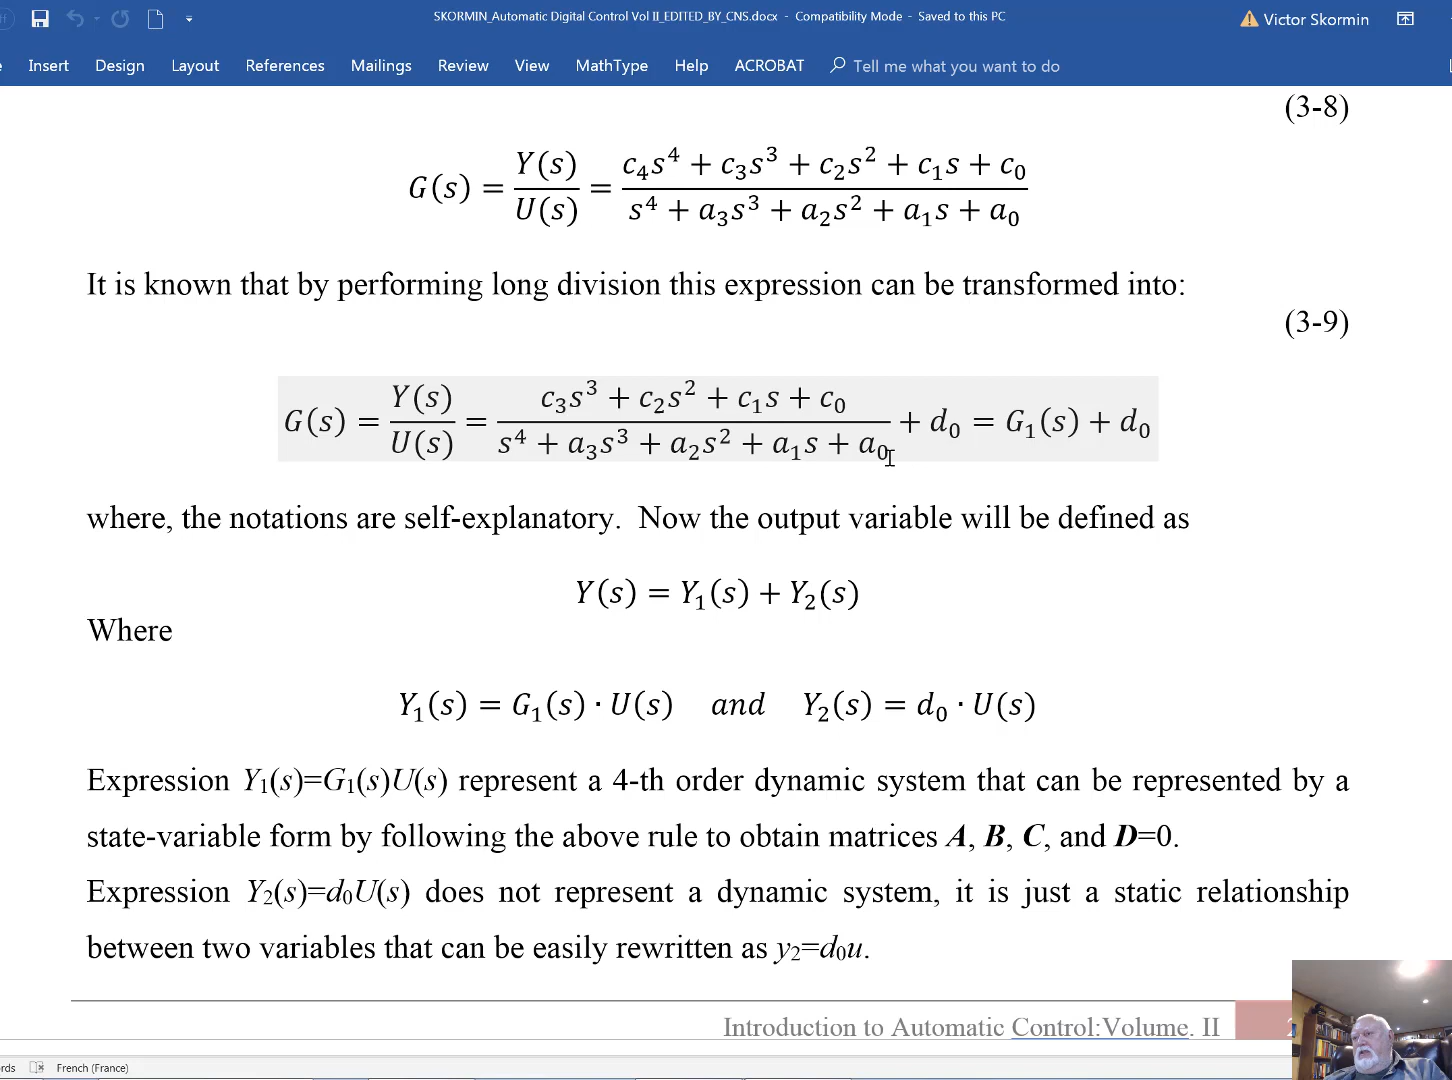 SKORMIN_Automatic Digital Control Vol II_EDITED_BY_CNS.docx - Compatibility Mode - Saved to this PC
Victor Skormin
Insert Design Layout References Mailings Review View MathType Help ACROBAT Tell me what you want to do
(3-8)
G(s) = Y(s)/U(s) = (c₄s⁴ + c₃s³ + c₂s² + c₁s + c₀)/(s⁴ + a₃s³ + a₂s² + a₁s + a₀)
It is known that by performing long division this expression can be transformed into:
(3-9)
G(s) = Y(s)/U(s) = (c₃s³ + c₂s² + c₁s + c₀)/(s⁴ + a₃s³ + a₂s² + a₁s + a₀) + d₀ = G₁(s) + d₀
where, the notations are self-explanatory. Now the output variable will be defined as
Y(s) = Y₁(s) + Y₂(s)
Where
Y₁(s) = G₁(s) · U(s) and Y₂(s) = d₀ · U(s)
Expression Y₁(s)=G₁(s)U(s) represent a 4-th order dynamic system that can be represented by a
state-variable form by following the above rule to obtain matrices A, B, C, and D=0.
Expression Y₂(s)=d₀U(s) does not represent a dynamic system, it is just a static relationship
between two variables that can be easily rewritten as y₂=d₀u.
Introduction to Automatic Control:Volume. II
French (France)